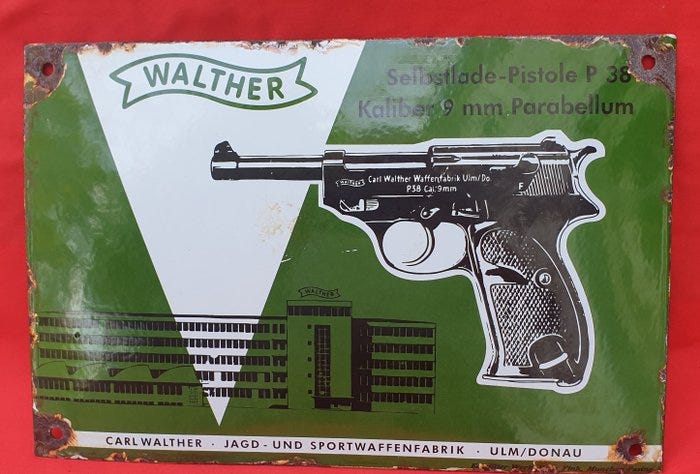 WALTHER
Selbstlade-Pistole P 38
Kaliber 9 mm Parabellum
WALTHER Carl Walther Waffenfabrik Ulm/Do.
P38 Cal. 9mm
F
WALTHER
CARL WALTHER · JAGD- UND SPORTWAFFENFABRIK · ULM/DONAU